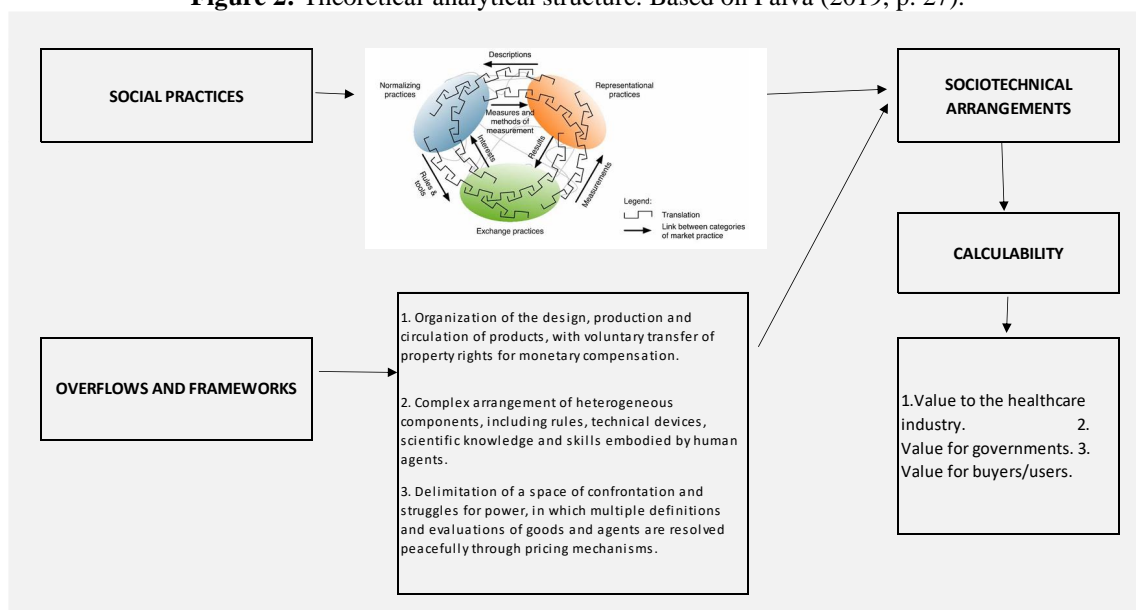 Figure 2: Theoretical analytical structure. Based on Paiva (2019, p. 27).
SOCIAL PRACTICES
Descriptions
Normalizing
practices
Representational
practices
Measures and
methods of
measurement
Interests
Results
Rules &
tools
Measurements
Exchange practices
Legend:
Translation
Link between categories
of market practice
SOCIOTECHNICAL
ARRANGEMENTS
CALCULABILITY
OVERFLOWS AND FRAMEWORKS
1. Organization of the design, production and
circulation of products, with voluntary transfer of
property rights for monetary compensation.
2. Complex arrangement of heterogeneous
components, including rules, technical devices,
scientific knowledge and skills embodied by human
agents.
3. Delimitation of a space of confrontation and
struggles for power, in which multiple definitions
and evaluations of goods and agents are resolved
peacefully through pricing mechanisms.
1.Value to the healthcare
industry. 2.
Value for governments. 3.
Value for buyers/users.